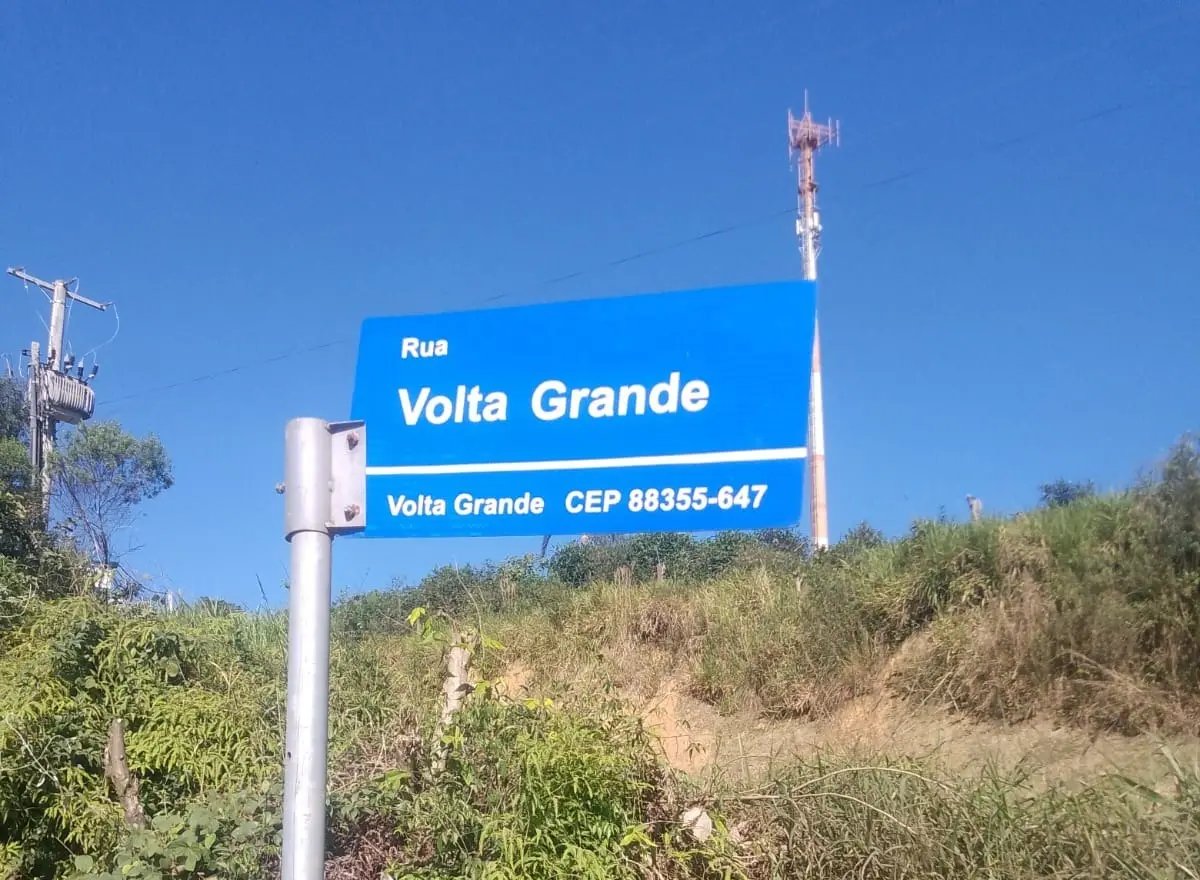 Rua
Volta Grande
Volta Grande CEP 88355-647